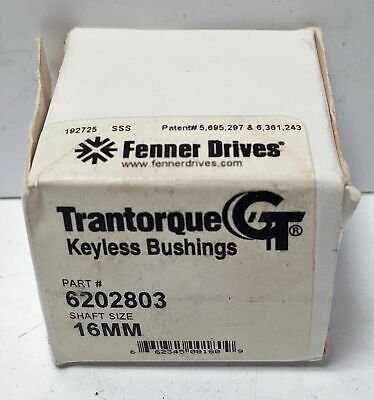 192725 SSS Patent# 5,695,297 & 6,361,243
Fenner Drives®
www.fennerdrives.com
Trantorque GT®
Keyless Bushings
PART #
6202803
SHAFT SIZE
16MM
6 62345 00180 9